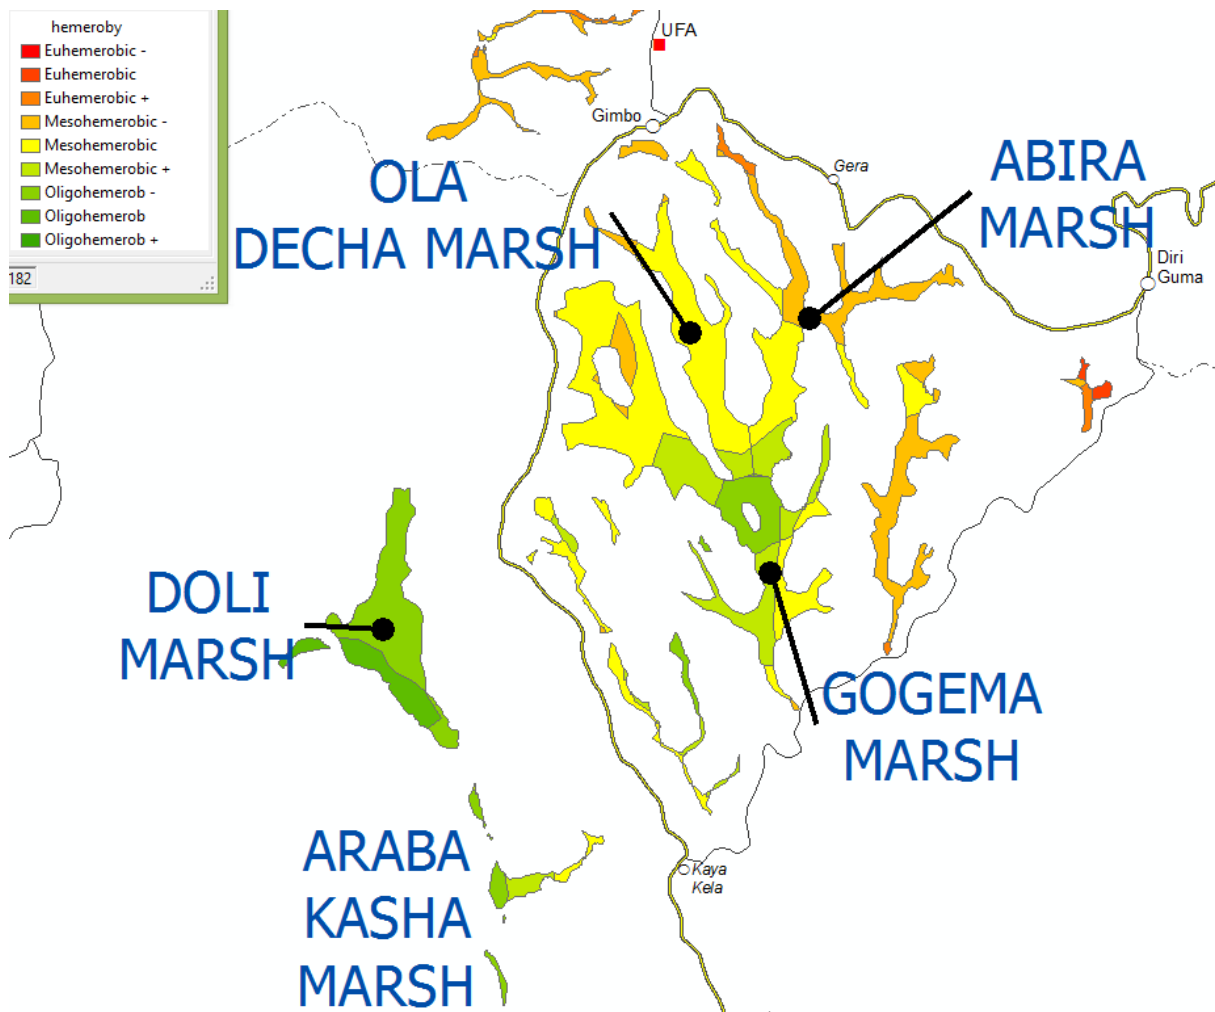 hemeroby
Euhemerobic -
Euhemerobic
Euhemerobic +
Mesohemerobic -
Mesohemerobic
Mesohemerobic +
Oligohemerob -
Oligohemerob
Oligohemerob +
182
UFA
Gimbo
Gera
OLA
DECHA MARSH
ABIRA
MARSH
Diri
Guma
DOLI
MARSH
GOGEMA
MARSH
ARABA
KASHA
MARSH
Kaya
Kela